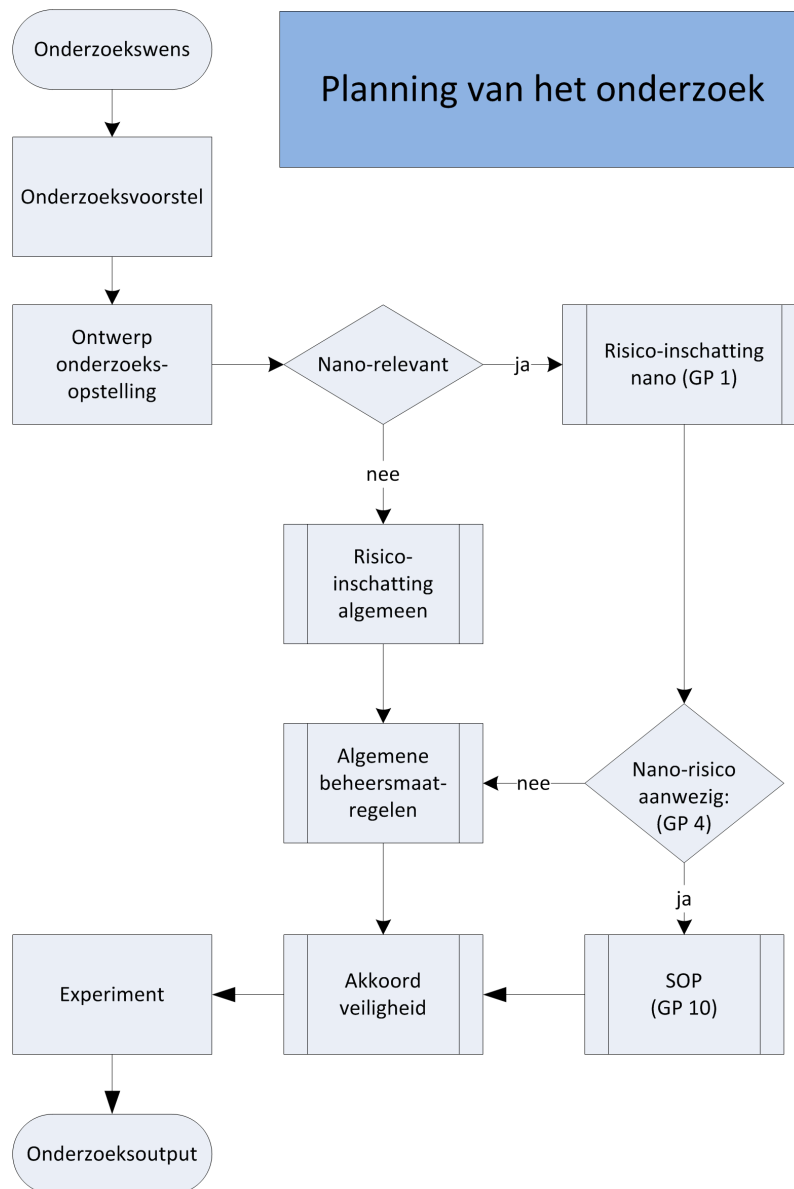 Onderzoekswens
Planning van het onderzoek
Onderzoeksvoorstel
Ontwerp
onderzoeks-
opstelling
Nano-relevant
ja
Risico-inschatting
nano (GP 1)
nee
Risico-
inschatting
algemeen
Algemene
beheersmaat-
regelen
nee
Nano-risico
aanwezig:
(GP 4)
ja
Experiment
Akkoord
veiligheid
SOP
(GP 10)
Onderzoeksoutput